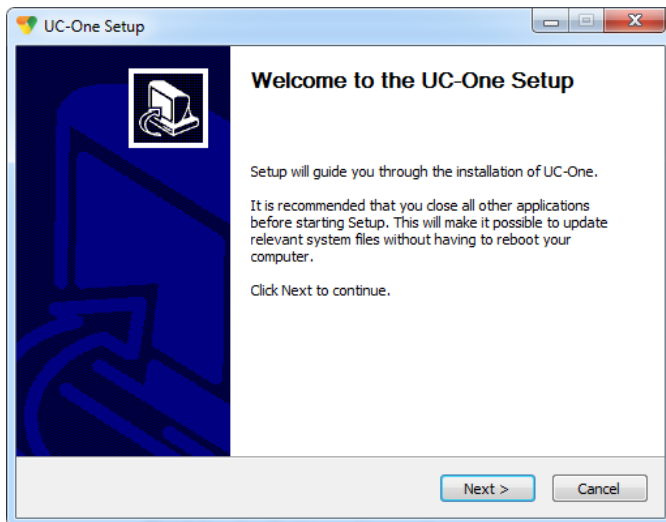 UC-One Setup
Welcome to the UC-One Setup
Setup will guide you through the installation of UC-One.
It is recommended that you close all other applications
before starting Setup. This will make it possible to update
relevant system files without having to reboot your
computer.
Click Next to continue.
Next >
Cancel